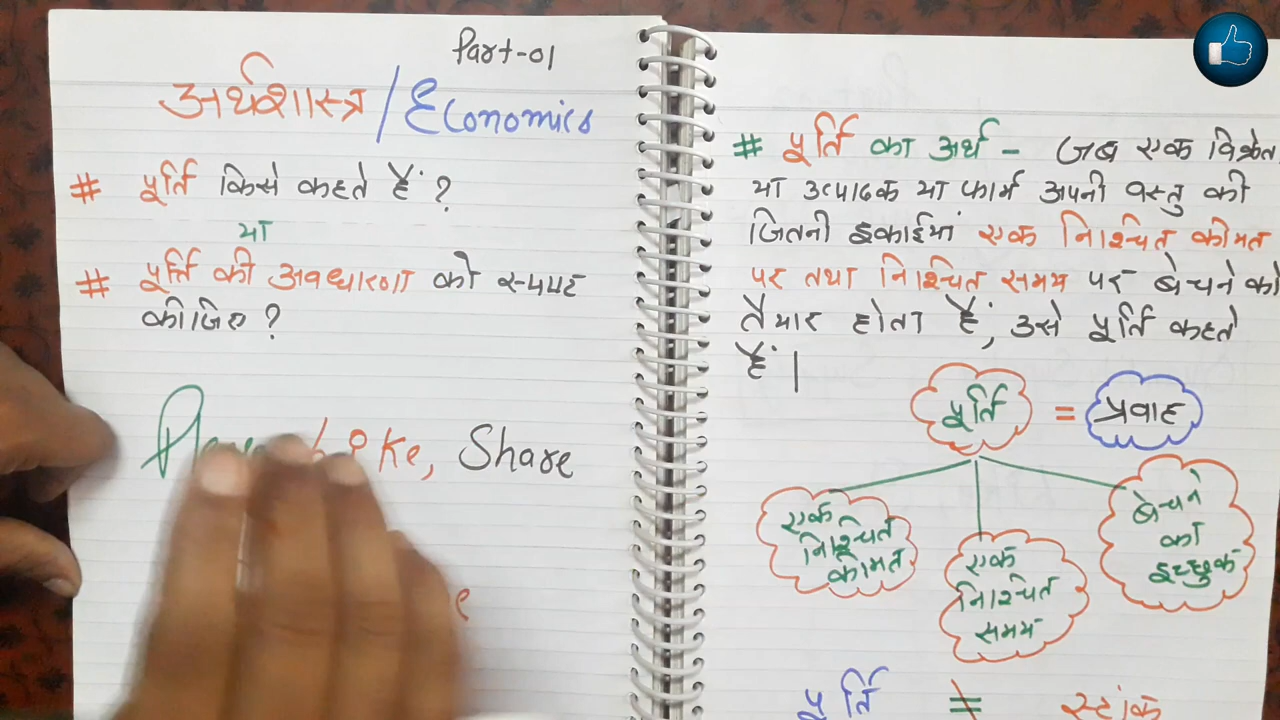 Part-01
अर्थशास्त्र / Economics
# पूर्ति किसे कहते हैं ?
या
# पूर्ति की अवधारणा को स्पष्ट
कीजिए ?
Like, Share
# पूर्ति का अर्थ - जब एक विक्रेता
या उत्पादक या फार्म अपनी वस्तु की
जितनी इकाईयां एक निश्चित कीमत
पर तथा निश्चित समय पर बेचने को
तैयार होता हैं, उसे पूर्ति कहते
हैं |
पूर्ति = प्रवाह
एक
निश्चित
कीमत
एक
निश्चित
समय
बेचने
का
इच्छुक
पूर्ति ≠ स्टांक